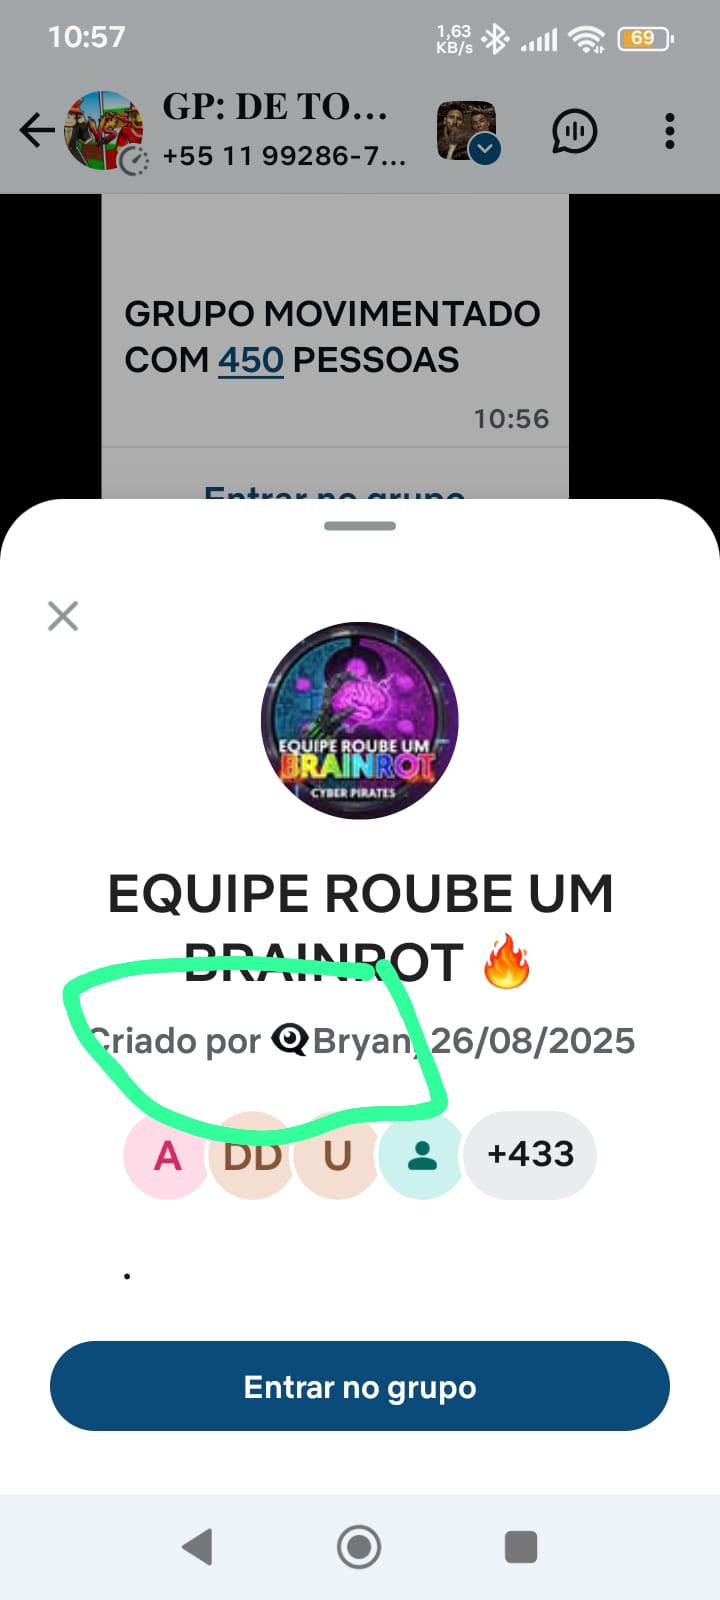 10:57
1,63
KB/s
69
GP: DE TO...
+55 11 99286-7...
GRUPO MOVIMENTADO
COM 450 PESSOAS
10:56
Entrar no grupo
EQUIPE ROUBE UM
BRAINROT
CYBER PIRATES
EQUIPE ROUBE UM
BRAINROT 🔥
Criado por 👁‍🗨Bryan, 26/08/2025
A
DD
U
+433
.
Entrar no grupo